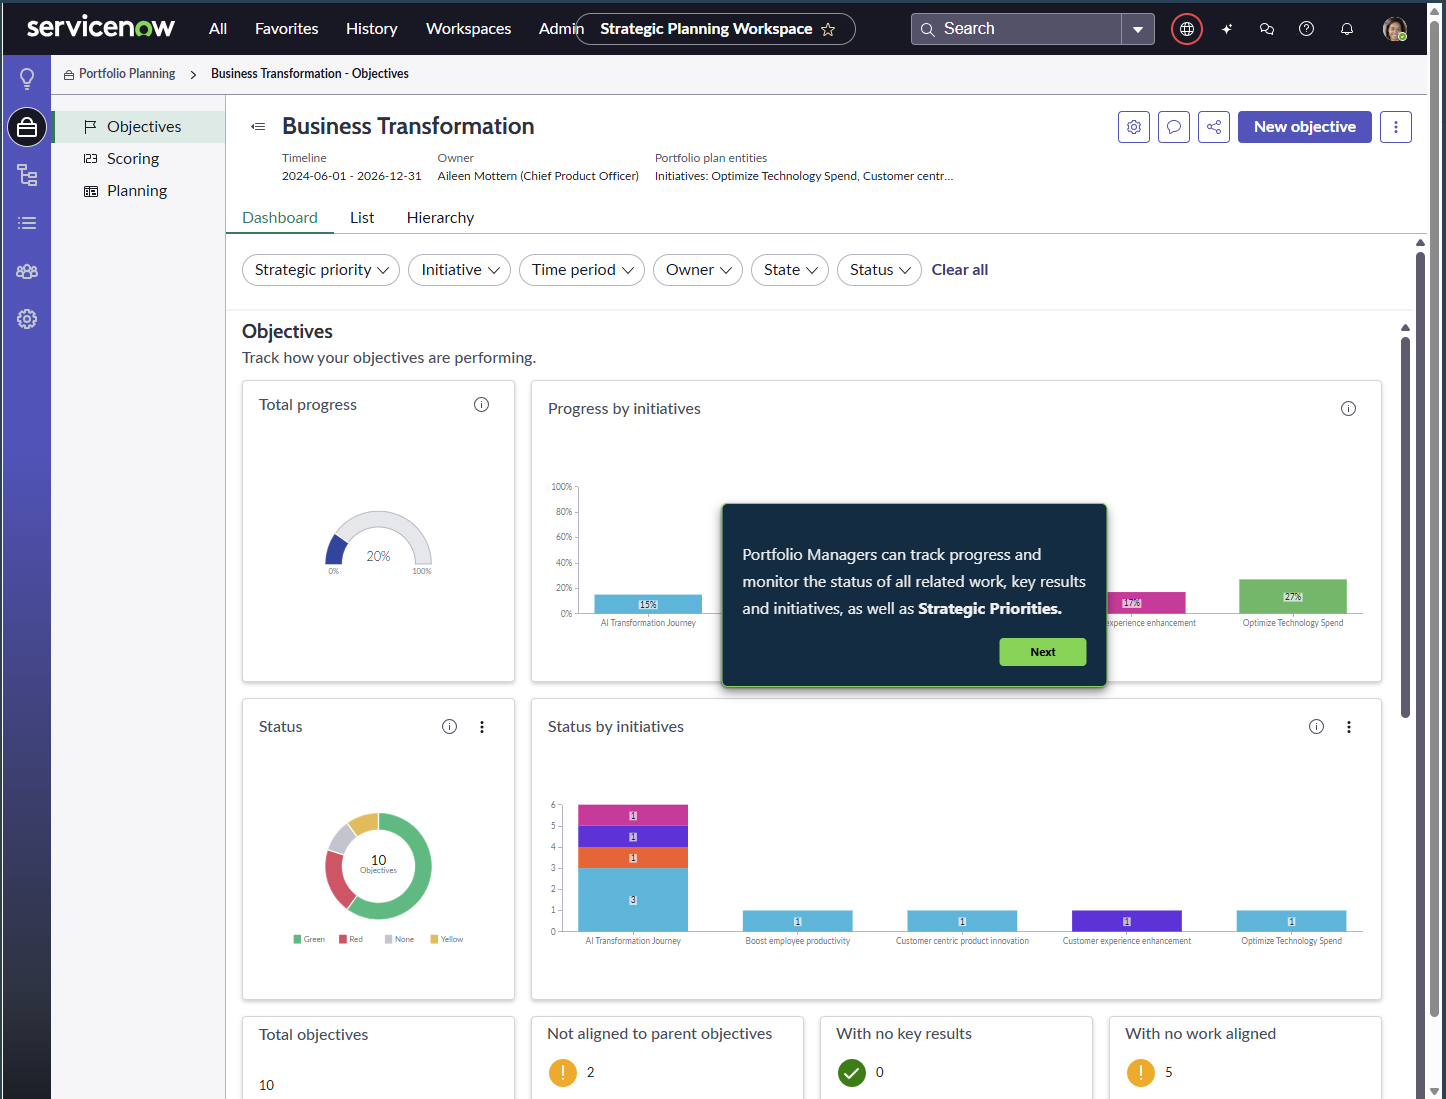 servicenow
All
Favorites
History
Workspaces
Admin
Strategic Planning Workspace
Search
Portfolio Planning
Business Transformation - Objectives
Objectives
Scoring
Planning
Business Transformation
New objective
Timeline
Owner
Portfolio plan entities
2024-06-01 - 2026-12-31
Aileen Mottern (Chief Product Officer)
Initiatives: Optimize Technology Spend, Customer centr...
Dashboard
List
Hierarchy
Strategic priority
Initiative
Time period
Owner
State
Status
Clear all
Objectives
Track how your objectives are performing.
Total progress
20%
0%
100%
Progress by initiatives
100%
80%
60%
40%
20%
0%
15%
17%
27%
AI Transformation Journey
experience enhancement
Optimize Technology Spend
Portfolio Managers can track progress and
monitor the status of all related work, key results
and initiatives, as well as Strategic Priorities.
Next
Status
10
Objectives
Green
Red
None
Yellow
Status by initiatives
6
5
4
3
2
1
0
1
1
1
3
1
1
1
1
AI Transformation Journey
Boost employee productivity
Customer centric product innovation
Customer experience enhancement
Optimize Technology Spend
Total objectives
10
Not aligned to parent objectives
2
With no key results
0
With no work aligned
5